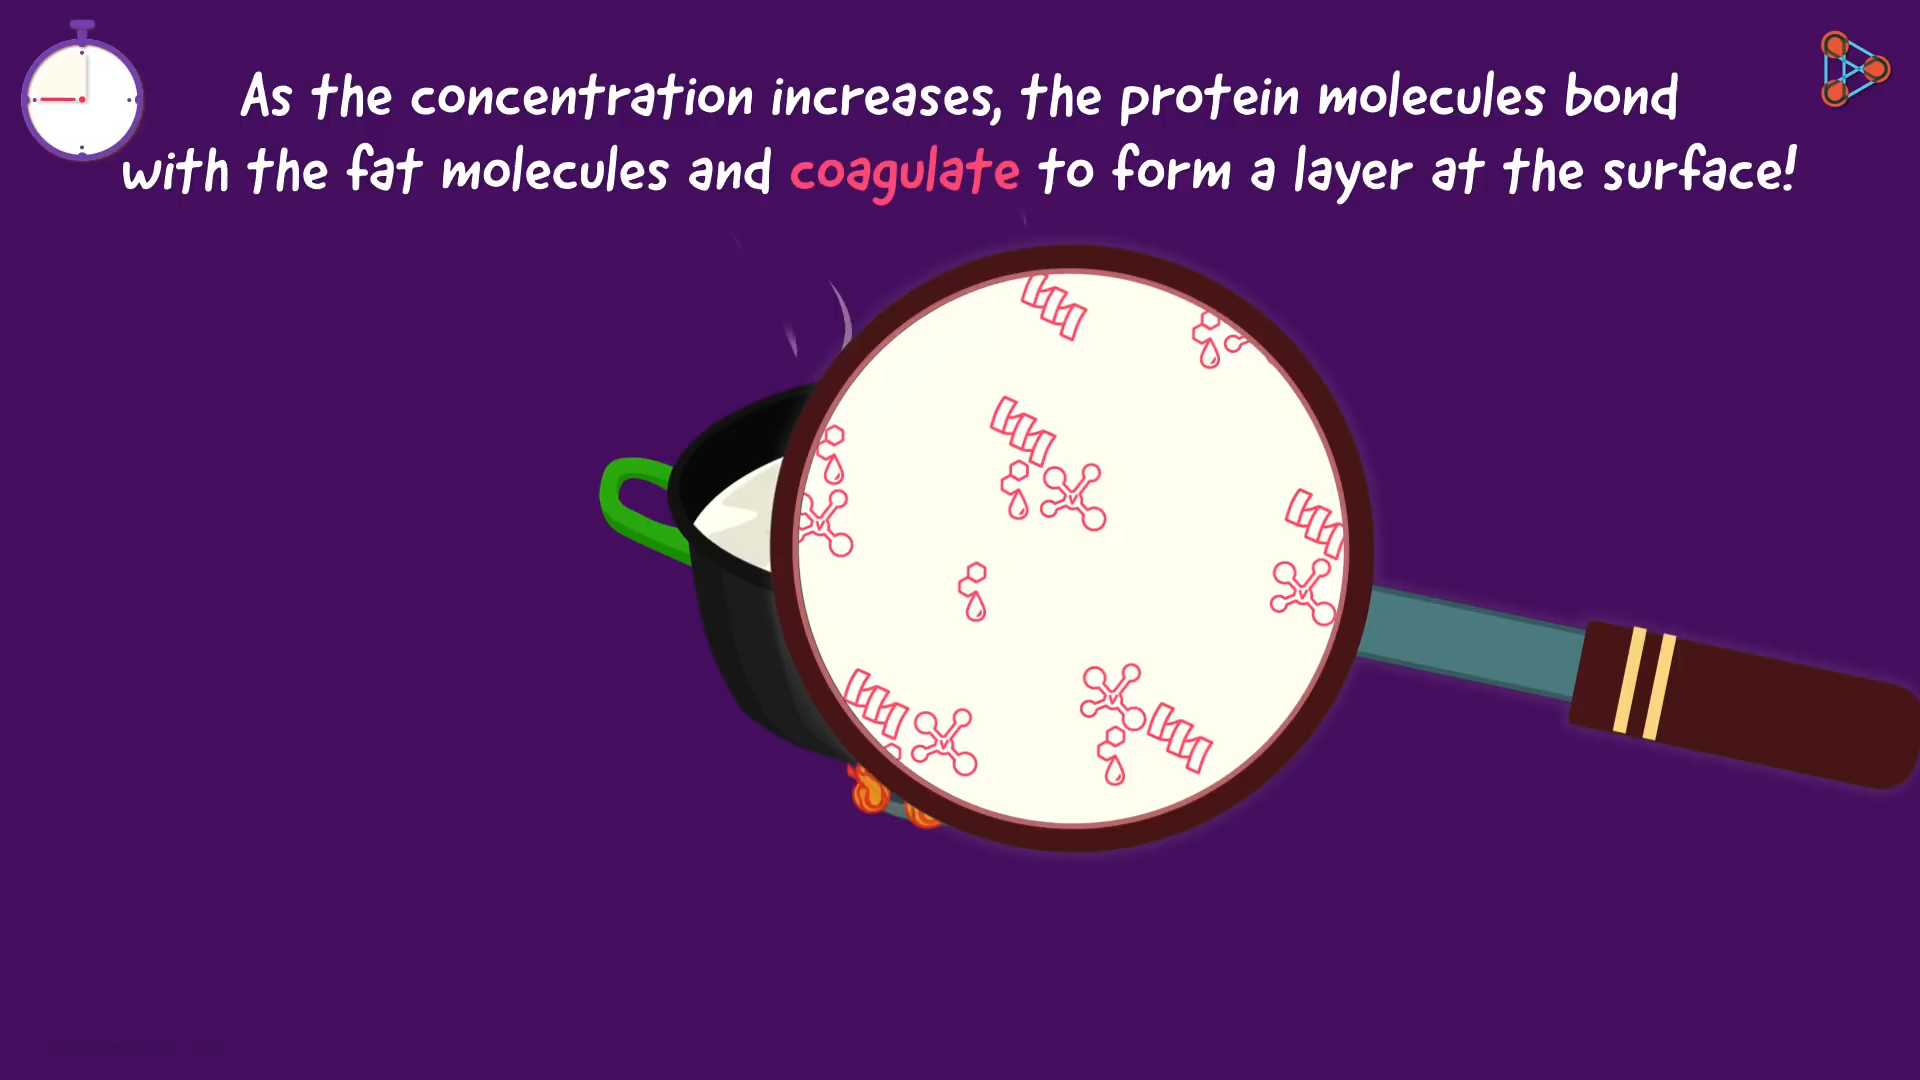 As the concentration increases, the protein molecules bond
with the fat molecules and coagulate to form a layer at the surface!